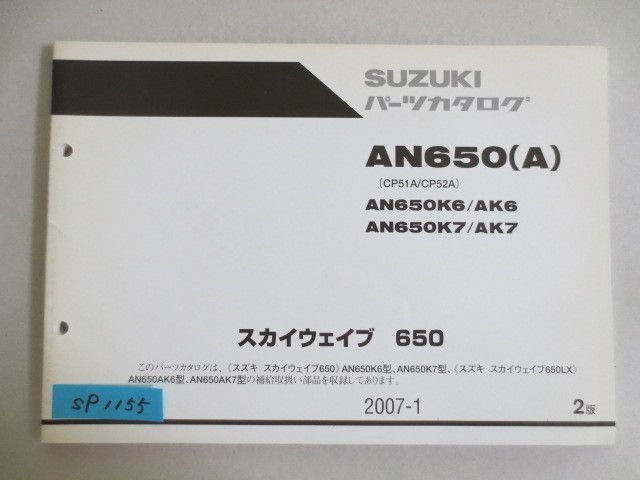 SUZUKI
パーツカタログ
AN650(A)
(CP51A/CP52A)
AN650K6/AK6
AN650K7/AK7
スカイウェイブ 650
このパーツカタログは、〈スズキ スカイウェイブ650〉AN650K6型、AN650K7型、〈スズキ スカイウェイブ650LX〉
AN650AK6型、AN650AK7型の補給取扱い部品を収録してあります。
SP1155
2007-1 2版